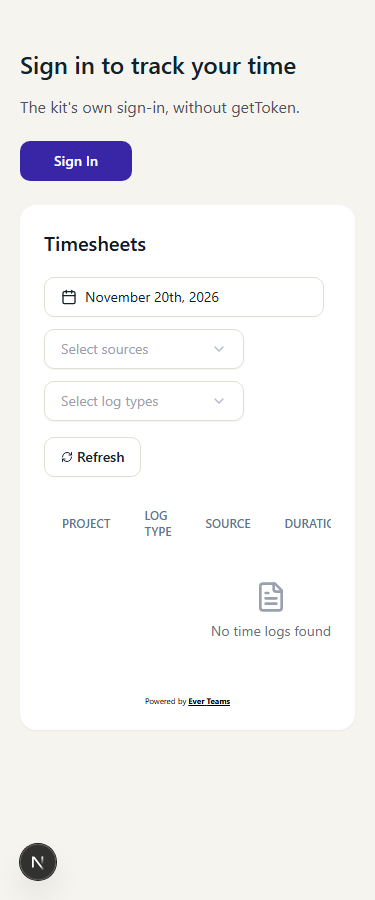 Sign in to track your time
The kit's own sign-in, without getToken.
Sign In
Timesheets
November 20th, 2026
Select sources
Select log types
Refresh
PROJECT LOG TYPE SOURCE DURATIC
No time logs found
Powered by Ever Teams
N